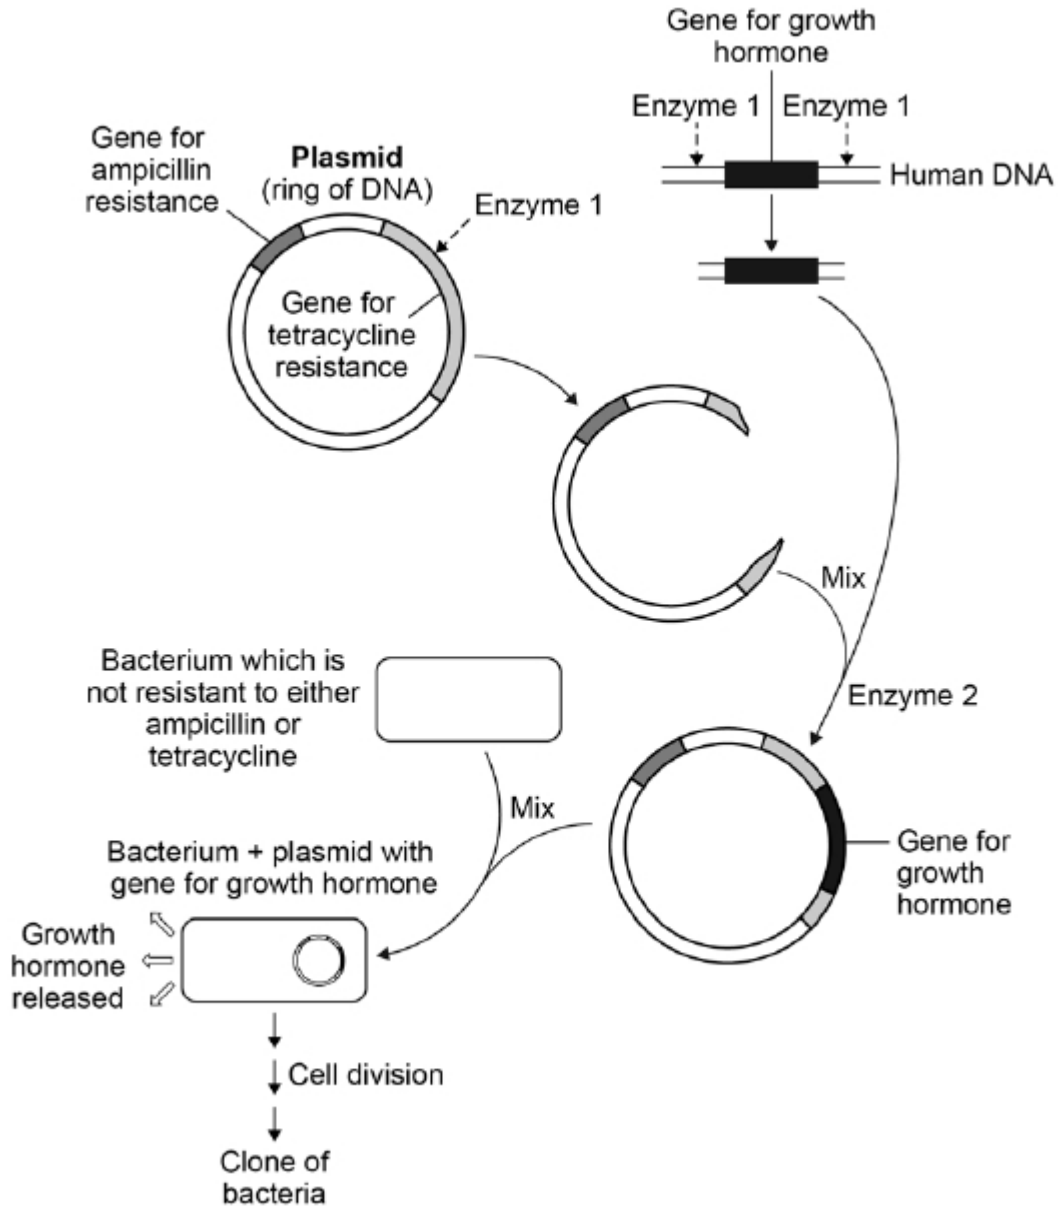 Gene for growth
hormone
Enzyme 1
Enzyme 1
Human DNA
Gene for
ampicillin
resistance
Plasmid
(ring of DNA)
Enzyme 1
Gene for
tetracycline
resistance
Mix
Enzyme 2
Bacterium which is
not resistant to either
ampicillin or
tetracycline
Mix
Gene for
growth
hormone
Bacterium + plasmid with
gene for growth hormone
Growth
hormone
released
Cell division
Clone of
bacteria